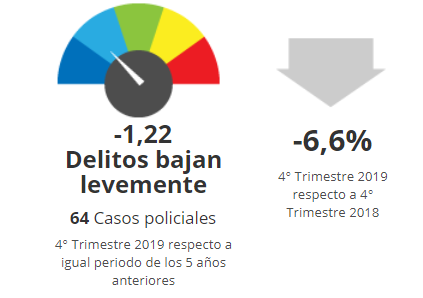 -1,22
Delitos bajan
levemente
64 Casos policiales
4° Trimestre 2019 respecto a
igual periodo de los 5 años
anteriores
-6,6%
4° Trimestre 2019
respecto a 4°
Trimestre 2018